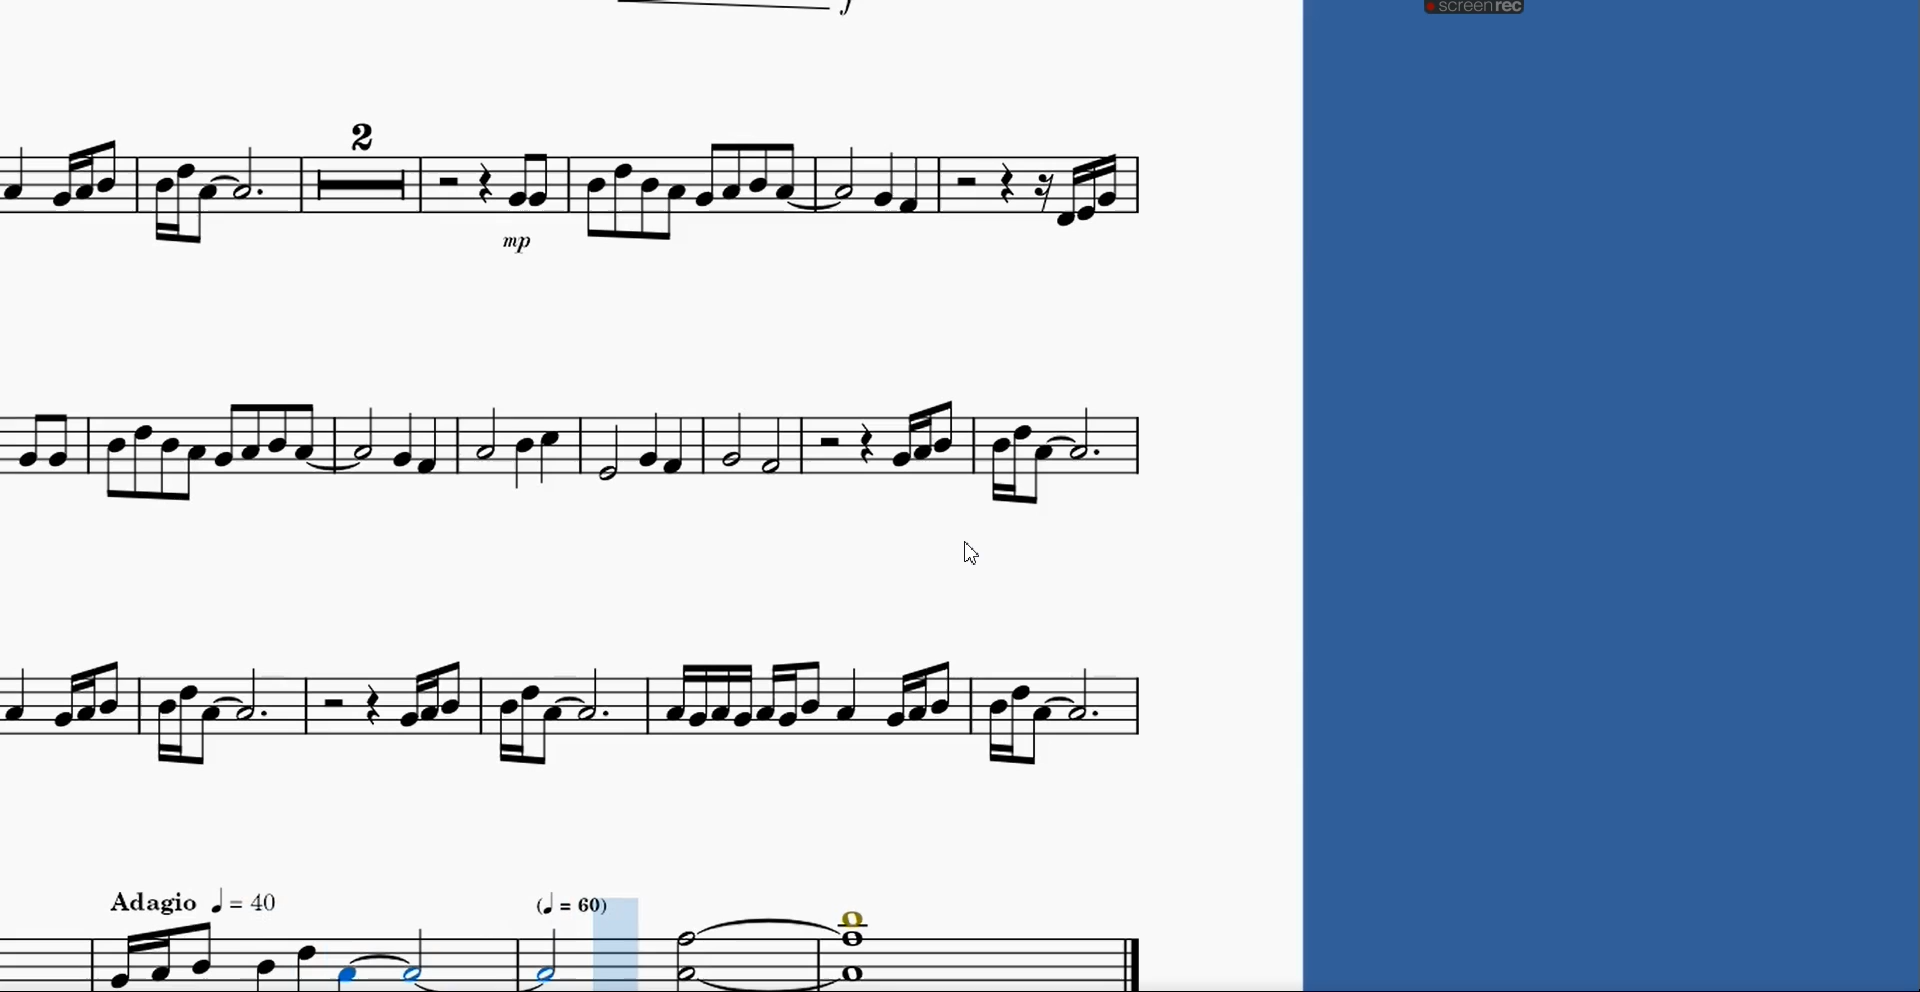 f
screenrec
2
mp
Adagio ♩ = 40
(♩ = 60)